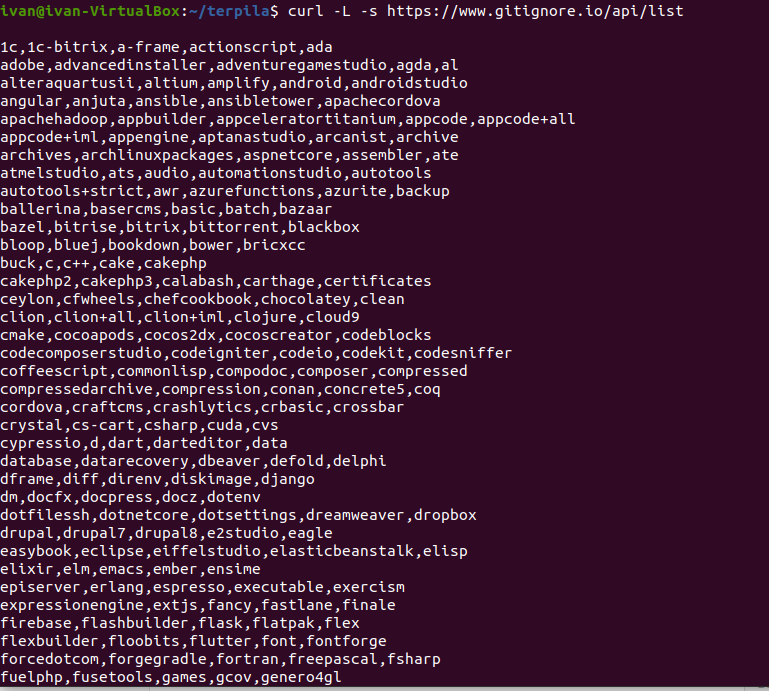 ivan@ivan-VirtualBox:~/terpila$ curl -L -s https://www.gitignore.io/api/list
1c,1c-bitrix,a-frame,actionscript,ada
adobe,advancedinstaller,adventuregamestudio,agda,al
alteraquartusii,altium,amplify,android,androidstudio
angular,anjuta,ansible,ansibletower,apachecordova
apachehadoop,appbuilder,appceleratortitanium,appcode,appcode+all
appcode+iml,appengine,aptanastudio,arcanist,archive
archives,archlinuxpackages,aspnetcore,assembler,ate
atmelstudio,ats,audio,automationstudio,autotools
autotools+strict,awr,azurefunctions,azurite,backup
ballerina,basercms,basic,batch,bazaar
bazel,bitrise,bitrix,bittorrent,blackbox
bloop,bluej,bookdown,bower,bricxcc
buck,c,c++,cake,cakephp
cakephp2,cakephp3,calabash,carthage,certificates
ceylon,cfwheels,chefcookbook,chocolatey,clean
clion,clion+all,clion+iml,clojure,cloud9
cmake,cocoapods,cocos2dx,cocoscreator,codeblocks
codecomposerstudio,codeigniter,codeio,codekit,codesniffer
coffeescript,commonlisp,compodoc,composer,compressed
compressedarchive,compression,conan,concrete5,coq
cordova,craftcms,crashlytics,crbasic,crossbar
crystal,cs-cart,csharp,cuda,cvs
cypressio,d,dart,darteditor,data
database,datarecovery,dbeaver,defold,delphi
dframe,diff,direnv,diskimage,django
dm,docfx,docpress,docz,dotenv
dotfilessh,dotnetcore,dotsettings,dreamweaver,dropbox
drupal,drupal7,drupal8,e2studio,eagle
easybook,eclipse,eiffelstudio,elasticbeanstalk,elisp
elixir,elm,emacs,ember,ensime
episerver,erlang,espresso,executable,exercism
expressionengine,extjs,fancy,fastlane,finale
firebase,flashbuilder,flask,flatpak,flex
flexbuilder,floobits,flutter,font,fontforge
forcedotcom,forgegradle,fortran,freepascal,fsharp
fuelphp,fusetools,games,gcov,genero4gl